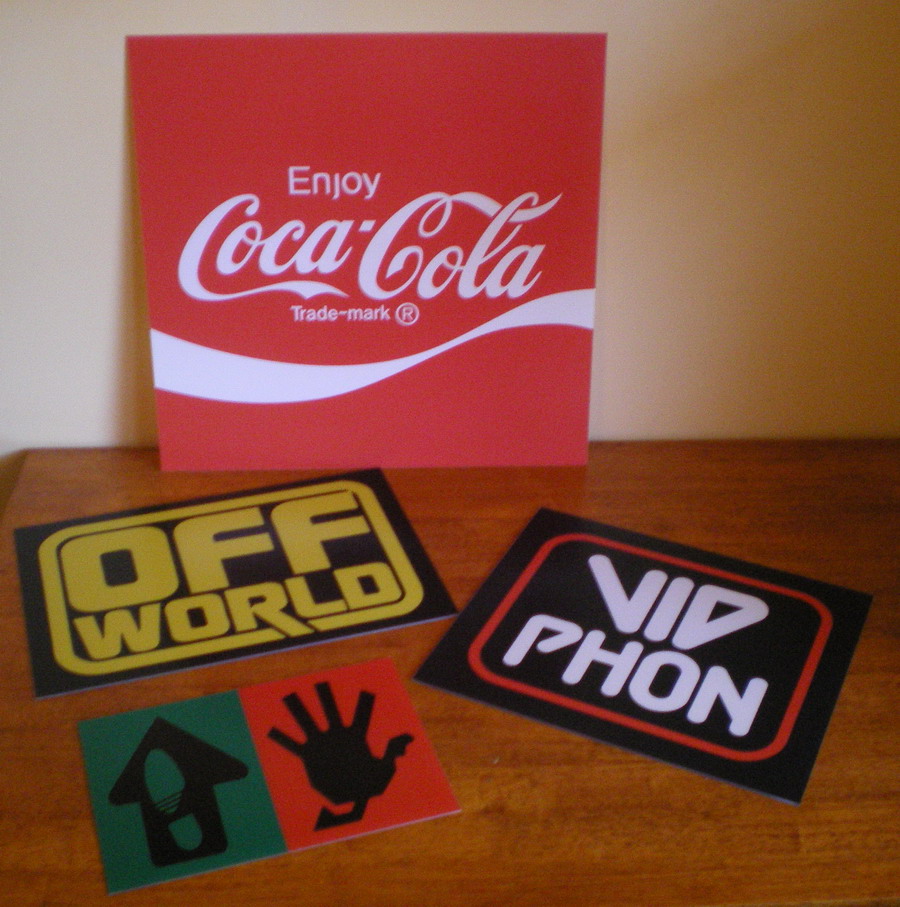 Enjoy
Coca-Cola
Trade-mark ®
OFF
WORLD
VID
PHON